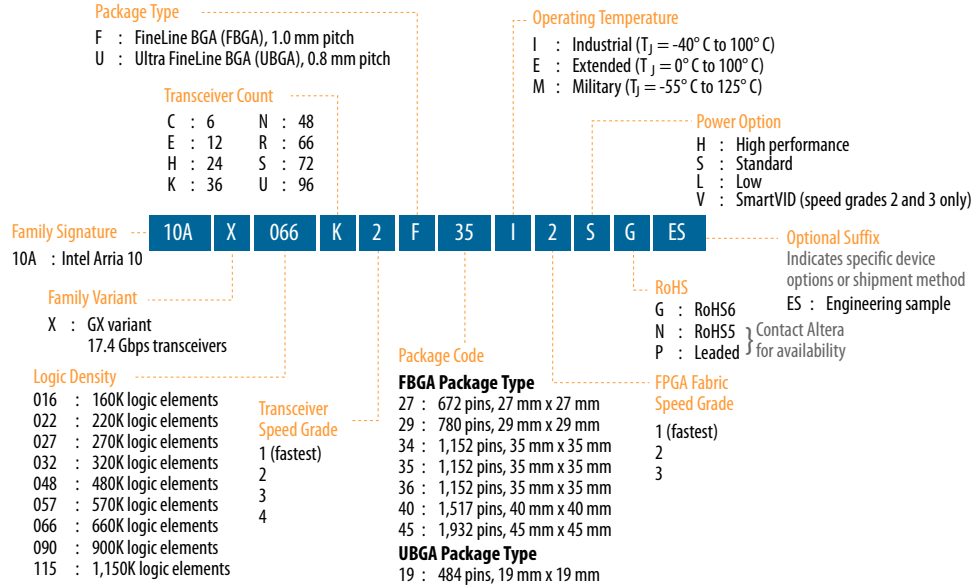 Package Type
F : FineLine BGA (FBGA), 1.0 mm pitch
U : Ultra FineLine BGA (UBGA), 0.8 mm pitch
Operating Temperature
I : Industrial (TJ = -40° C to 100° C)
E : Extended (TJ = 0° C to 100° C)
M : Military (TJ = -55° C to 125° C)
Transceiver Count
C : 6 N : 48
E : 12 R : 66
H : 24 S : 72
K : 36 U : 96
Power Option
H : High performance
S : Standard
L : Low
V : SmartVID (speed grades 2 and 3 only)
Family Signature
10A : Intel Arria 10
10A X 066 K 2 F 35 I 2 S G ES
Optional Suffix
Indicates specific device
options or shipment method
ES : Engineering sample
Family Variant
X : GX variant
17.4 Gbps transceivers
RoHS
G : RoHS6
N : RoHS5
P : Leaded
} Contact Altera
for availability
Logic Density
016 : 160K logic elements
022 : 220K logic elements
027 : 270K logic elements
032 : 320K logic elements
048 : 480K logic elements
057 : 570K logic elements
066 : 660K logic elements
090 : 900K logic elements
115 : 1,150K logic elements
Transceiver
Speed Grade
1 (fastest)
2
3
4
Package Code
FBGA Package Type
27 : 672 pins, 27 mm x 27 mm
29 : 780 pins, 29 mm x 29 mm
34 : 1,152 pins, 35 mm x 35 mm
35 : 1,152 pins, 35 mm x 35 mm
36 : 1,152 pins, 35 mm x 35 mm
40 : 1,517 pins, 40 mm x 40 mm
45 : 1,932 pins, 45 mm x 45 mm
UBGA Package Type
19 : 484 pins, 19 mm x 19 mm
FPGA Fabric
Speed Grade
1 (fastest)
2
3